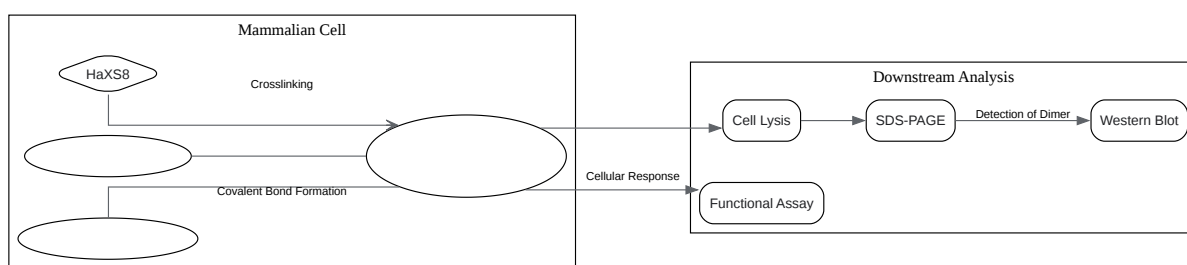 Mammalian Cell
HaXS8
Crosslinking
Covalent Bond Formation
Cellular Response
Downstream Analysis
Cell Lysis
SDS-PAGE
Detection of Dimer
Western Blot
Functional Assay